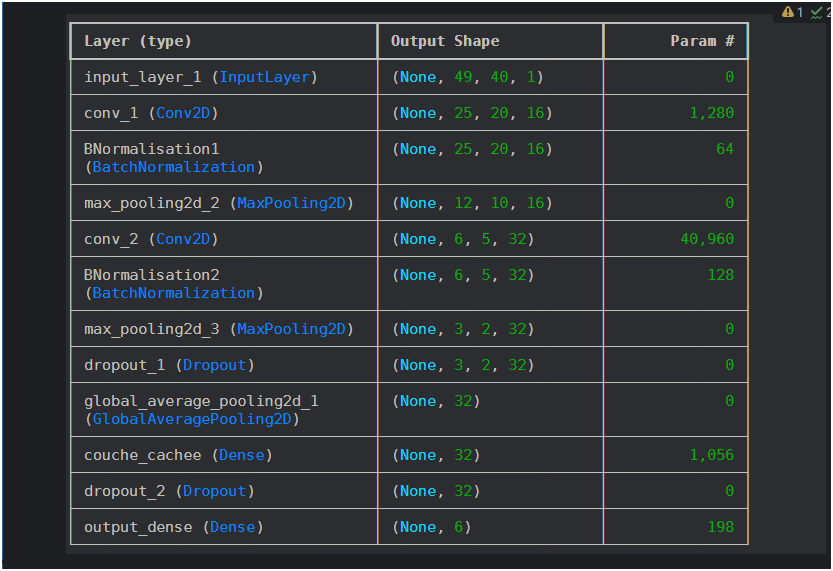 1 2
Layer (type) Output Shape Param #
input_layer_1 (InputLayer) (None, 49, 40, 1) 0
conv_1 (Conv2D) (None, 25, 20, 16) 1,280
BNormalisation1 (None, 25, 20, 16) 64
(BatchNormalization)
max_pooling2d_2 (MaxPooling2D) (None, 12, 10, 16) 0
conv_2 (Conv2D) (None, 6, 5, 32) 40,960
BNormalisation2 (None, 6, 5, 32) 128
(BatchNormalization)
max_pooling2d_3 (MaxPooling2D) (None, 3, 2, 32) 0
dropout_1 (Dropout) (None, 3, 2, 32) 0
global_average_pooling2d_1 (None, 32) 0
(GlobalAveragePooling2D)
couche_cachee (Dense) (None, 32) 1,056
dropout_2 (Dropout) (None, 32) 0
output_dense (Dense) (None, 6) 198